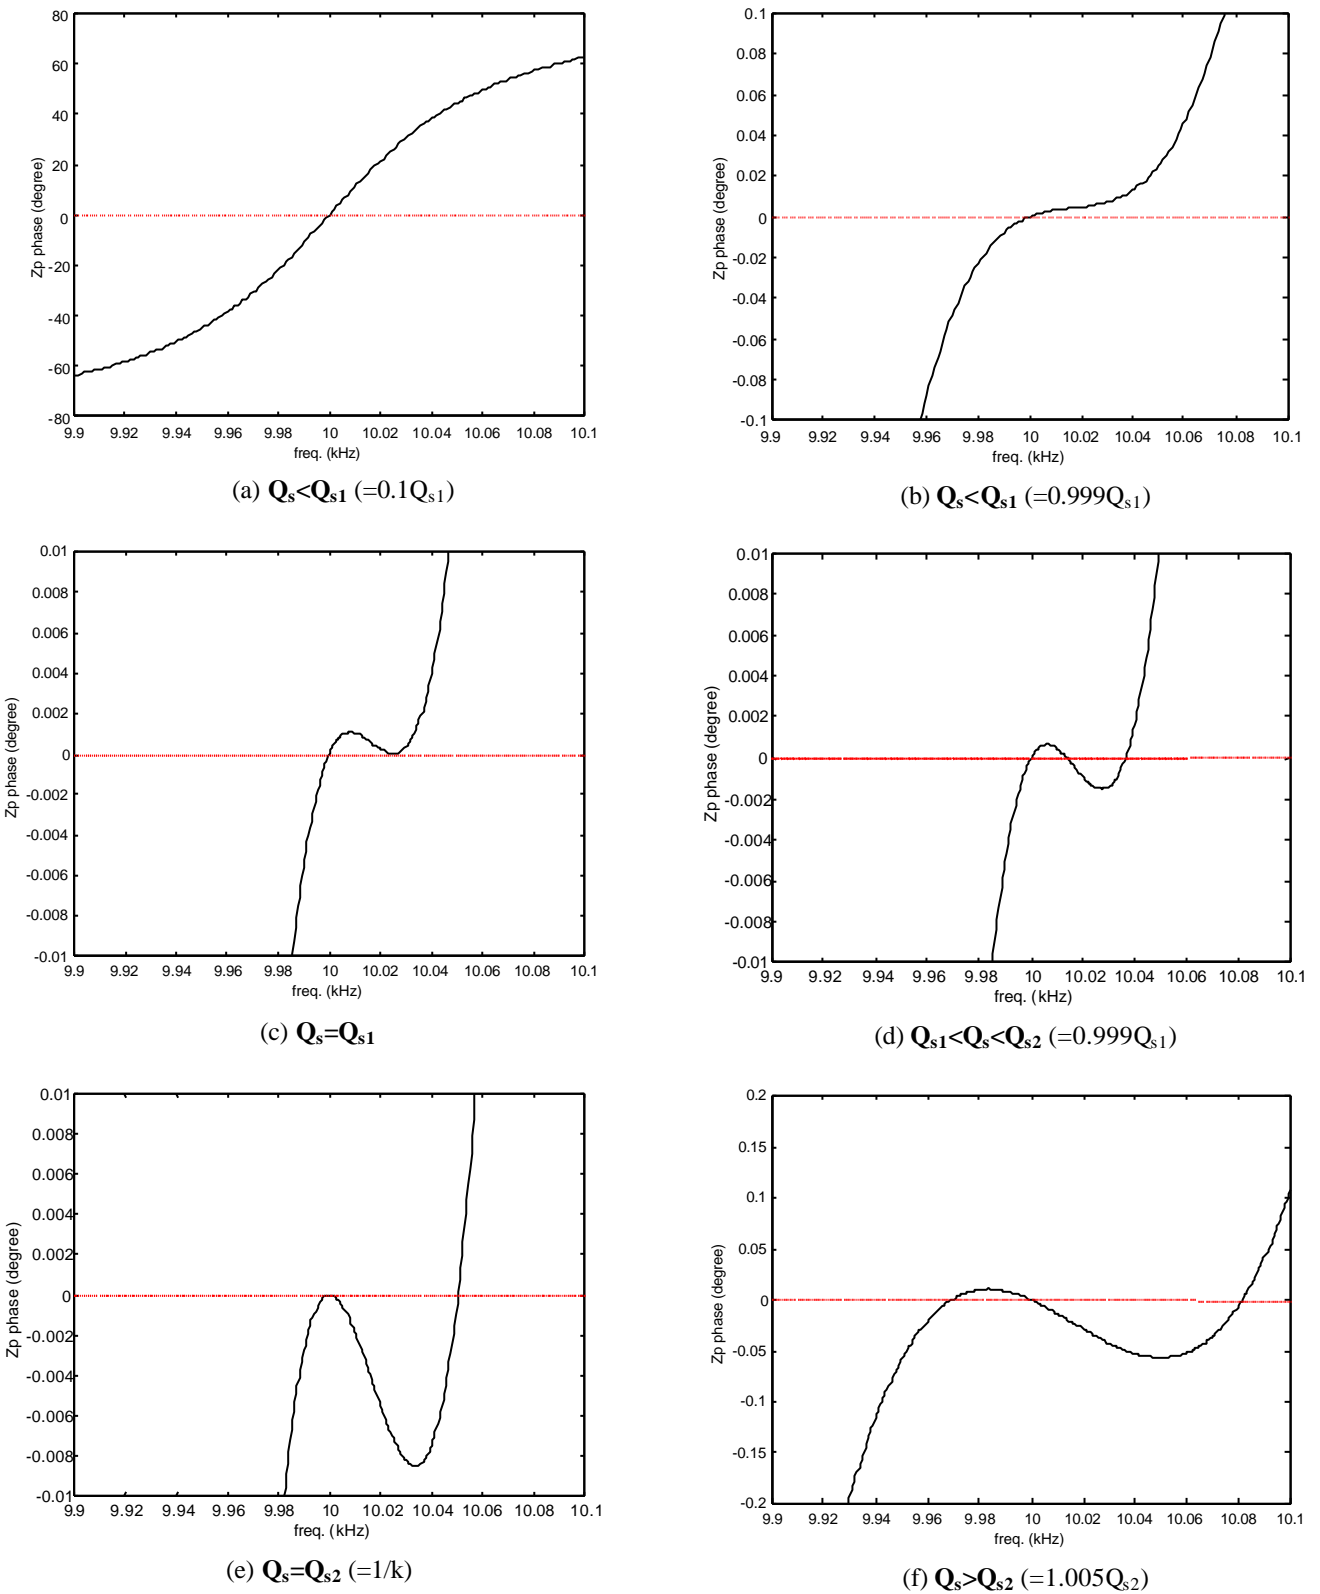 80
60
40
20
0
-20
-40
-60
-80
Zp phase (degree)
9.9 9.92 9.94 9.96 9.98 10 10.02 10.04 10.06 10.08 10.1
freq. (kHz)
(a) Qs<Qs1 (=0.1Qs1)
0.1
0.08
0.06
0.04
0.02
0
-0.02
-0.04
-0.06
-0.08
-0.1
Zp phase (degree)
9.9 9.92 9.94 9.96 9.98 10 10.02 10.04 10.06 10.08 10.1
freq. (kHz)
(b) Qs<Qs1 (=0.999Qs1)
0.01
0.008
0.006
0.004
0.002
0
-0.002
-0.004
-0.006
-0.008
-0.01
Zp phase (degree)
9.9 9.92 9.94 9.96 9.98 10 10.02 10.04 10.06 10.08 10.1
freq. (kHz)
(c) Qs=Qs1
0.01
0.008
0.006
0.004
0.002
0
-0.002
-0.004
-0.006
-0.008
-0.01
Zp phase (degree)
9.9 9.92 9.94 9.96 9.98 10 10.02 10.04 10.06 10.08 10.1
freq. (kHz)
(d) Qs1<Qs<Qs2 (=0.999Qs1)
0.01
0.008
0.006
0.004
0.002
0
-0.002
-0.004
-0.006
-0.008
-0.01
Zp phase (degree)
9.9 9.92 9.94 9.96 9.98 10 10.02 10.04 10.06 10.08 10.1
freq. (kHz)
(e) Qs=Qs2 (=1/k)
0.2
0.15
0.1
0.05
0
-0.05
-0.1
-0.15
-0.2
Zp phase (degree)
9.9 9.92 9.94 9.96 9.98 10 10.02 10.04 10.06 10.08 10.1
freq. (kHz)
(f) Qs>Qs2 (=1.005Qs2)